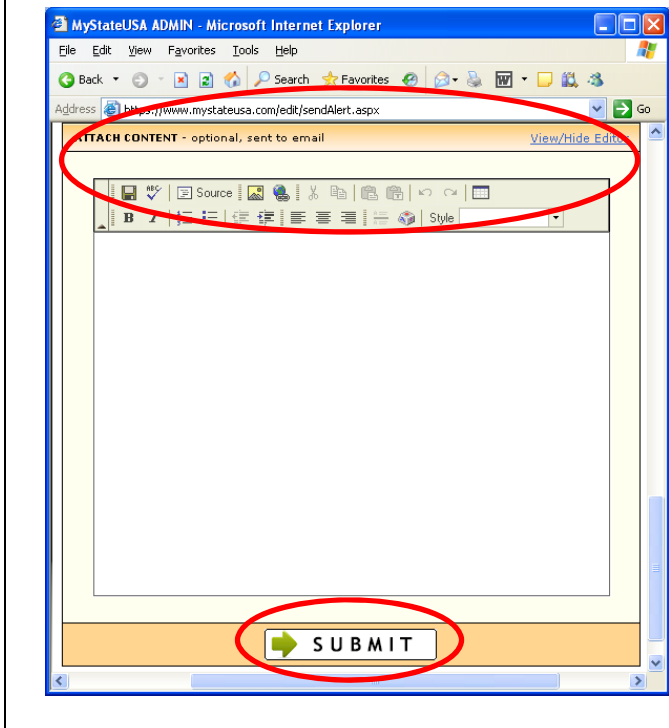 MyStateUSA ADMIN - Microsoft Internet Explorer
File Edit View Favorites Tools Help
Back Search Favorites
Address https://www.mystateusa.com/edit/sendAlert.aspx Go
ATTACH CONTENT - optional, sent to email View/Hide Editor
ABC Source
B I Style
SUBMIT